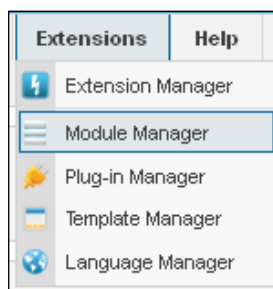 Extensions Help
Extension Manager
Module Manager
Plug-in Manager
Template Manager
Language Manager